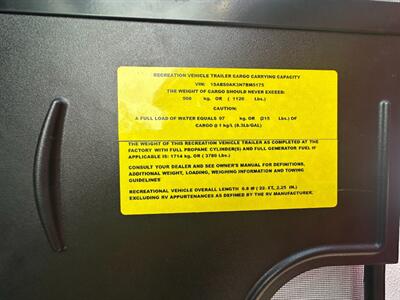 RECREATION VEHICLE TRAILER CARGO CARRYING CAPACITY
VIN:
THE WEIGHT OF CARGO SHOULD NEVER EXCEED:
508 kg. OR ( 1120 Lbs.)
CAUTION:
A FULL LOAD OF WATER EQUALS 97 kg. OR (215 Lbs.) OF
CARGO @ 1 kg/L (8.3Lb/GAL)
THE WEIGHT OF THIS RECREATION VEHICLE TRAILER AS COMPLETED AT THE
FACTORY WITH FULL PROPANE CYLINDER(S) AND FULL GENERATOR FUEL IF
APPLICABLE IS: 1714 kg. OR ( 3780 Lbs.)
CONSULT YOUR DEALER AND SEE OWNER'S MANUAL FOR DEFINITIONS,
ADDITIONAL WEIGHT, LOADING, WEIGHING INFORMATION AND TOWING
GUIDELINES
RECREATIONAL VEHICLE OVERALL LENGTH 6.8 M ( 22. FT, 2.25 IN.)
EXCLUDING RV APPURTENANCES AS DEFINED BY THE RV MANUFACTURER.